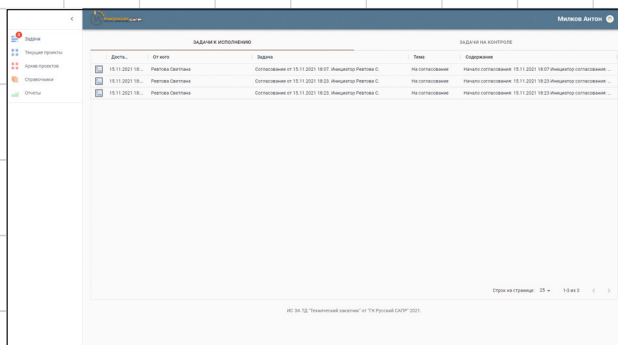 САПР
Милков Антон
3
Задачи
Текущие проекты
Архив проектов
Справочники
Отчеты
ЗАДАЧИ К ИСПОЛНЕНИЮ
ЗАДАЧИ НА КОНТРОЛЕ
Доста... От кого Задача Тема Содержание
15.11.2021 18:... Ревтова Светлана Согласование от 15.11.2021 18:07. Инициатор Ревтова С. На согласование Начало согласования: 15.11.2021 18:07 Инициатор согласования: ...
15.11.2021 18:... Ревтова Светлана Согласование от 15.11.2021 18:23. Инициатор Ревтова С. На согласование Начало согласования: 15.11.2021 18:23 Инициатор согласования: ...
15.11.2021 18:... Ревтова Светлана Согласование от 15.11.2021 18:23. Инициатор Ревтова С. На согласование Начало согласования: 15.11.2021 18:23 Инициатор согласования: ...
Строк на странице: 25 1-3 из 3
ИС ЭА ТД "Технический заказчик" от "ГК Русский САПР" 2021